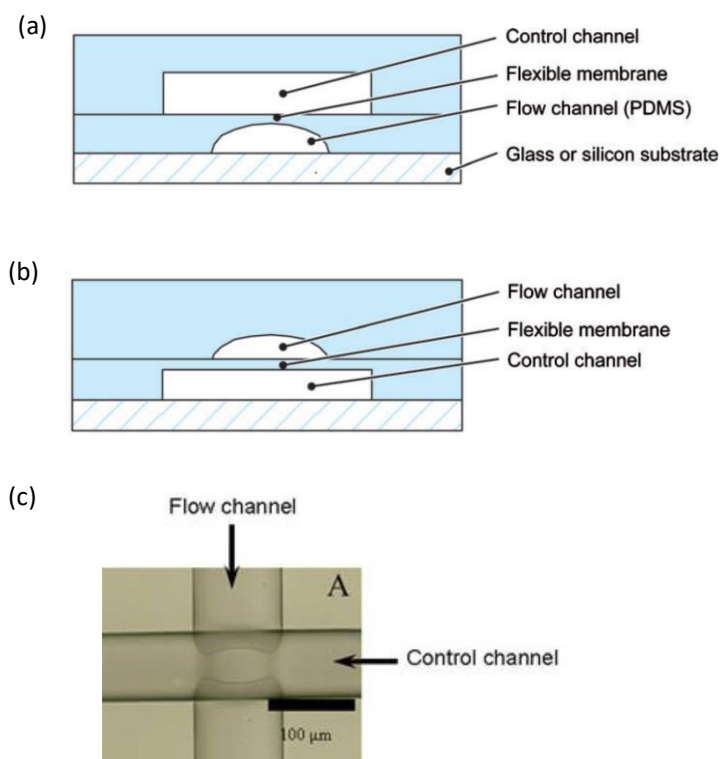 (a)
Control channel
Flexible membrane
Flow channel (PDMS)
Glass or silicon substrate
(b)
Flow channel
Flexible membrane
Control channel
(c)
Flow channel
A
Control channel
100 µm